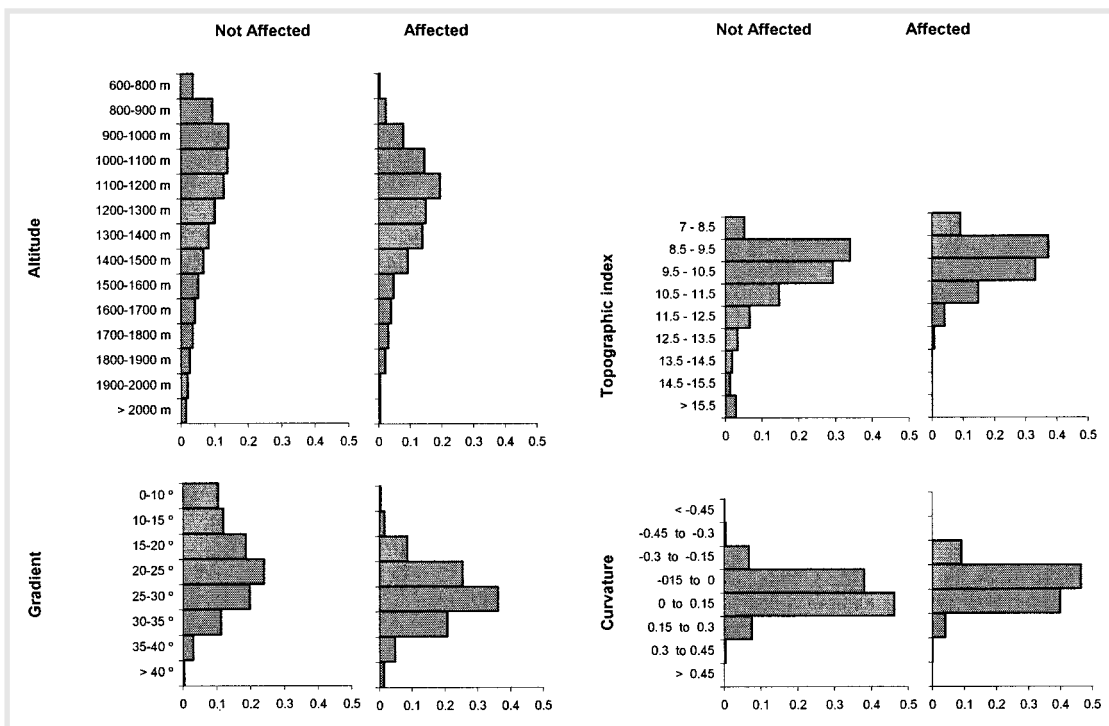 Not Affected
Affected
Altitude
600-800 m
800-900 m
900-1000 m
1000-1100 m
1100-1200 m
1200-1300 m
1300-1400 m
1400-1500 m
1500-1600 m
1600-1700 m
1700-1800 m
1800-1900 m
1900-2000 m
> 2000 m
0 0.1 0.2 0.3 0.4 0.5
0 0.1 0.2 0.3 0.4 0.5
Gradient
0-10 º
10-15 º
15-20 º
20-25 º
25-30 º
30-35 º
35-40 º
> 40 º
0 0.1 0.2 0.3 0.4 0.5
0 0.1 0.2 0.3 0.4 0.5
Not Affected
Affected
Topographic index
7 - 8.5
8.5 - 9.5
9.5 - 10.5
10.5 - 11.5
11.5 - 12.5
12.5 - 13.5
13.5 - 14.5
14.5 - 15.5
> 15.5
0 0.1 0.2 0.3 0.4 0.5
0 0.1 0.2 0.3 0.4 0.5
Curvature
< -0.45
-0.45 to -0.3
-0.3 to -0.15
-015 to 0
0 to 0.15
0.15 to 0.3
0.3 to 0.45
> 0.45
0 0.1 0.2 0.3 0.4 0.5
0 0.1 0.2 0.3 0.4 0.5